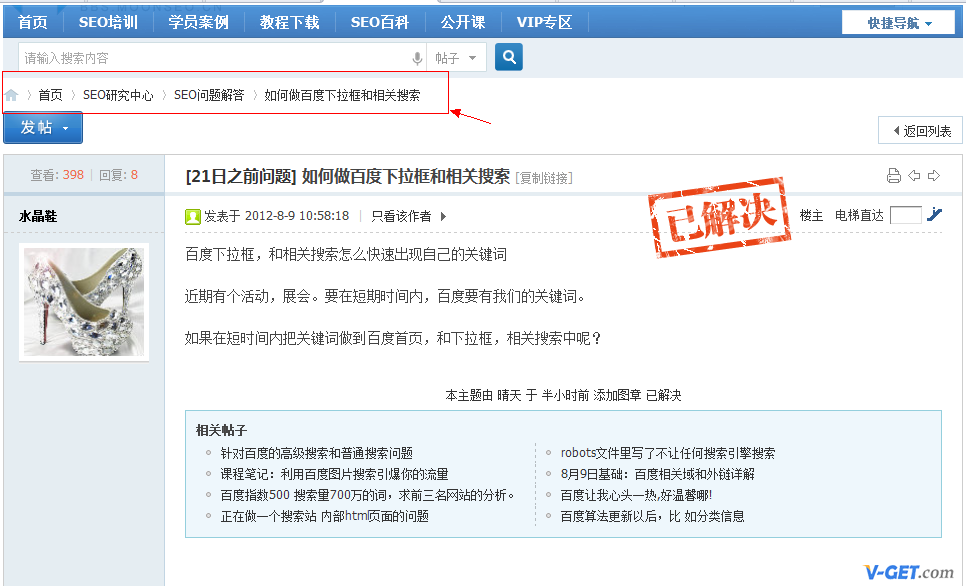 首页 SEO培训 学员案例 教程下载 SEO百科 公开课 VIP专区 快捷导航
请输入搜索内容 帖子
首页 SEO研究中心 SEO问题解答 如何做百度下拉框和相关搜索
发帖 返回列表
查看: 398 回复: 8 [21日之前问题] 如何做百度下拉框和相关搜索 [复制链接]
水晶鞋 发表于 2012-8-9 10:58:18 只看该作者 楼主 电梯直达
已解决
百度下拉框，和相关搜索怎么快速出现自己的关键词
近期有个活动，展会。要在短期时间内，百度要有我们的关键词。
如果在短时间内把关键词做到百度首页，和下拉框，相关搜索中呢？
本主题由 晴天 于 半小时前 添加图章 已解决
相关帖子
针对百度的高级搜索和普通搜索问题 robots文件里写了不让任何搜索引擎搜索
课程笔记：利用百度图片搜索引爆你的流量 8月9日基础：百度相关域和外链详解
百度指数500 搜索量700万的词，求前三名网站的分析。 百度让我心头一热,好温馨哪!
正在做一个搜索站 内部html页面的问题 百度算法更新以后，比 如分类信息
V-GET.com